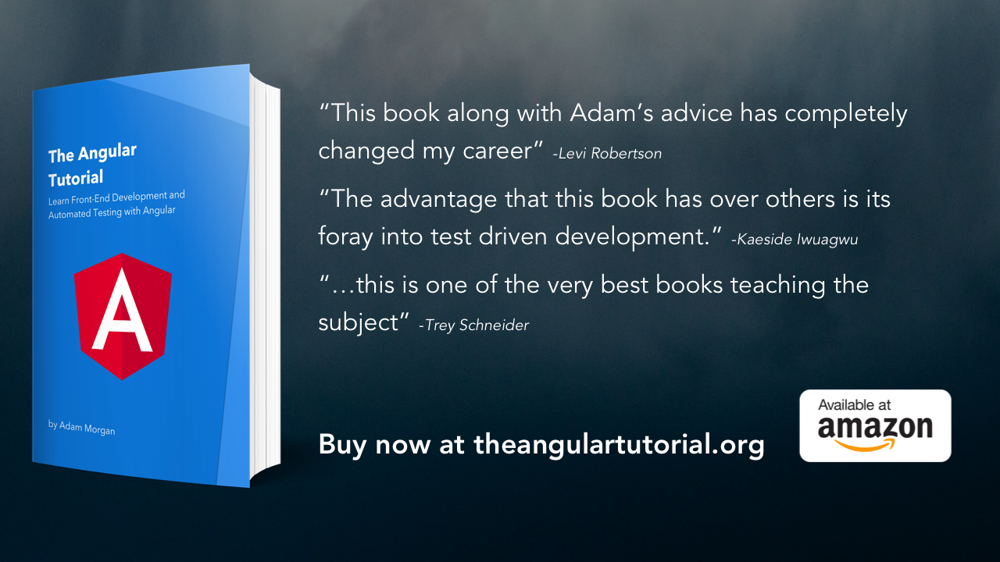 The Angular
Tutorial
Learn Front-End Development and
Automated Testing with Angular
A
by Adam Morgan
“This book along with Adam’s advice has completely
changed my career” -Levi Robertson
“The advantage that this book has over others is its
foray into test driven development.” -Kaeside Iwuagwu
“…this is one of the very best books teaching the
subject” -Trey Schneider
Buy now at theangulartutorial.org
Available at
amazon